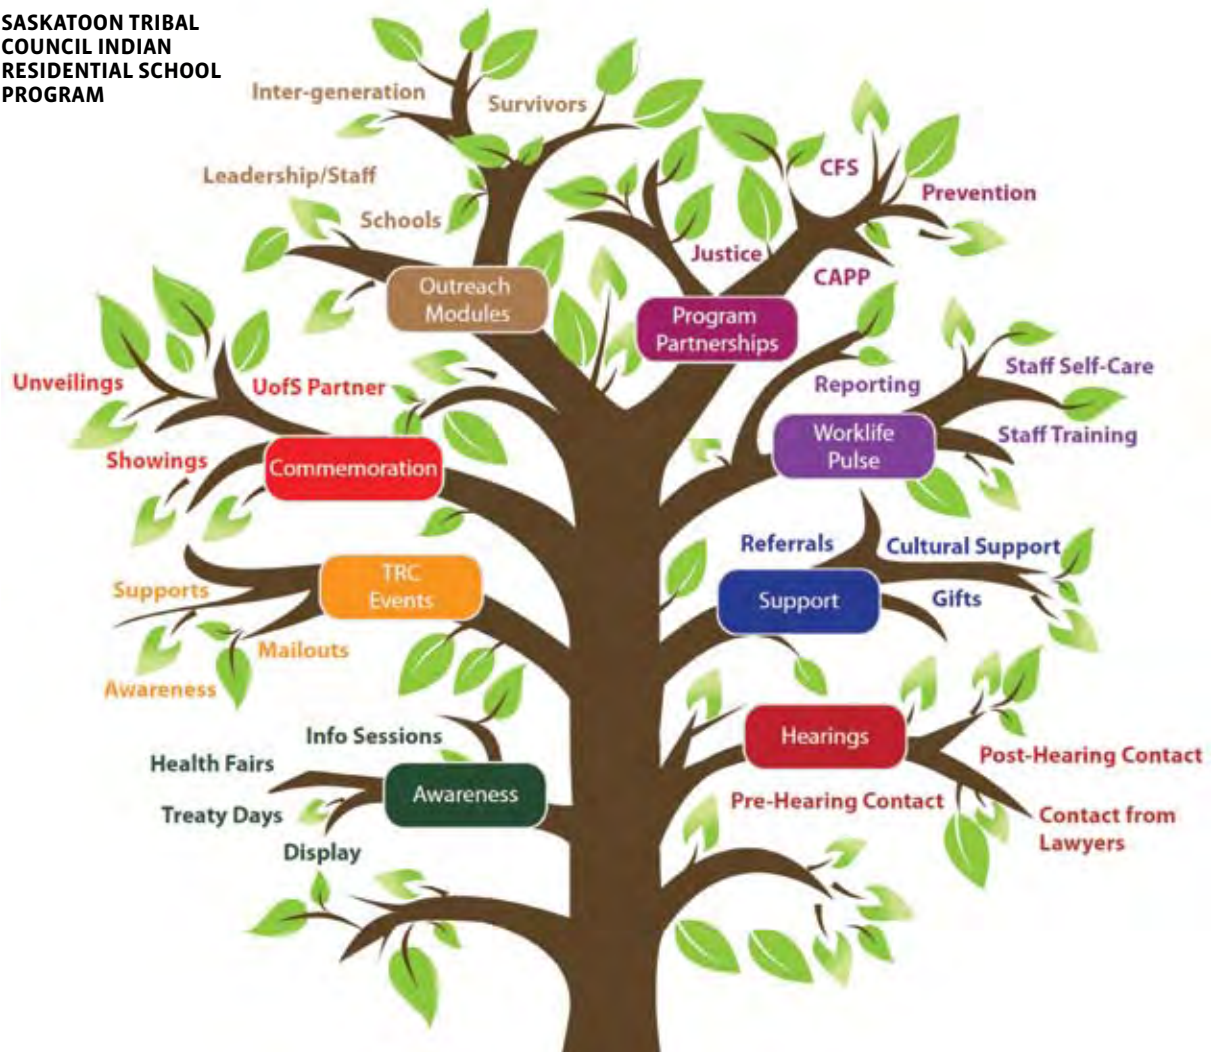 SASKATOON TRIBAL
COUNCIL INDIAN
RESIDENTIAL SCHOOL
PROGRAM
Inter-generation
Survivors
Leadership/Staff
Schools
Outreach
Modules
CFS
Prevention
Justice
CAPP
Program
Partnerships
Unveilings
UofS Partner
Showings
Commemoration
Reporting
Staff Self-Care
Staff Training
Worklife
Pulse
Supports
TRC
Events
Mailouts
Awareness
Referrals
Cultural Support
Gifts
Support
Info Sessions
Health Fairs
Treaty Days
Display
Awareness
Hearings
Post-Hearing Contact
Pre-Hearing Contact
Contact from
Lawyers